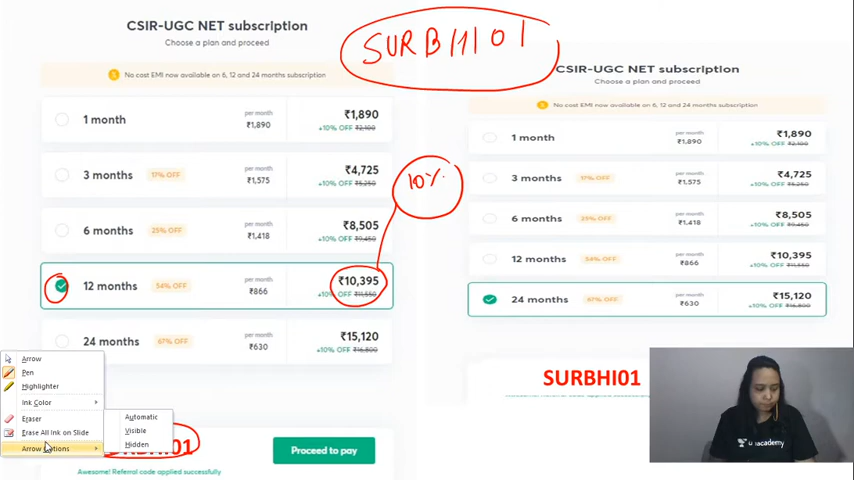 SURBHI01
CSIR-UGC NET subscription
Choose a plan and proceed
No cost EMI now available on 6, 12 and 24 months subscription
1 month
per month
₹1,890
₹1,890
+10% OFF ₹2,100
3 months
17% OFF
per month
₹1,575
₹4,725
+10% OFF ₹5,250
6 months
25% OFF
per month
₹1,418
₹8,505
+10% OFF ₹9,450
12 months
54% OFF
per month
₹866
₹10,395
+10% OFF ₹11,550
24 months
67% OFF
per month
₹630
₹15,120
+10% OFF ₹16,800
10%
Proceed to pay
Awesome! Referral code applied successfully
CSIR-UGC NET subscription
Choose a plan and proceed
No cost EMI now available on 6, 12 and 24 months subscription
1 month
per month
₹1,890
₹1,890
+10% OFF ₹2,100
3 months
17% OFF
per month
₹1,575
₹4,725
+10% OFF ₹5,250
6 months
25% OFF
per month
₹1,418
₹8,505
+10% OFF ₹9,450
12 months
54% OFF
per month
₹866
₹10,395
+10% OFF ₹11,550
24 months
67% OFF
per month
₹630
₹15,120
+10% OFF ₹16,800
SURBHI01
Arrow
Pen
Highlighter
Ink Color
Eraser
Erase All Ink on Slide
Arrow Options
Automatic
Visible
Hidden
unacademy